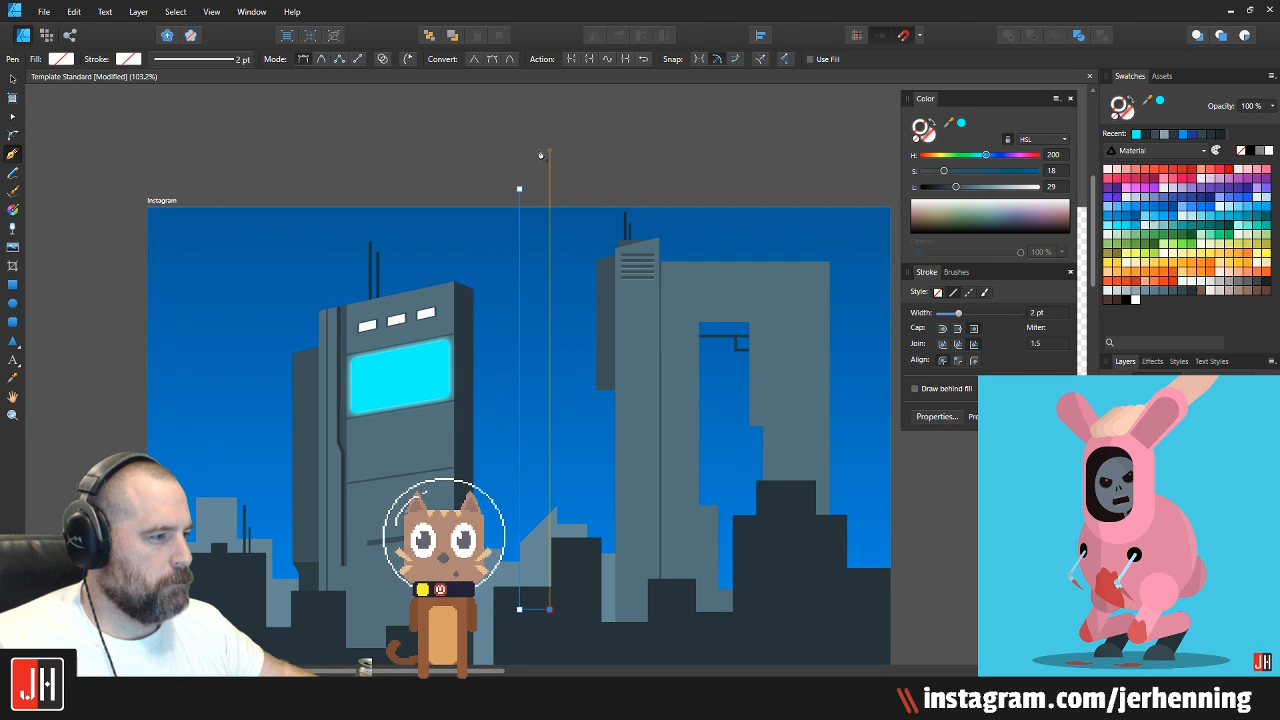 File Edit Text Layer Select View Window Help
Pen Fill: Stroke: 2 pt Mode: Convert: Action: Snap: Use Fill
Template Standard [Modified] (103.2%)
Instagram
Color
HSL
H: 200
S: 18
L: 29
Opacity
100 %
Stroke Brushes
Style:
Width: 2 pt
Cap: Miter:
Join: 1.5
Align:
Draw behind fill
Properties...
Swatches Assets
Opacity: 100 %
Recent:
Material
Layers Effects Styles Text Styles
JH
JH
\\ instagram.com/jerhenning